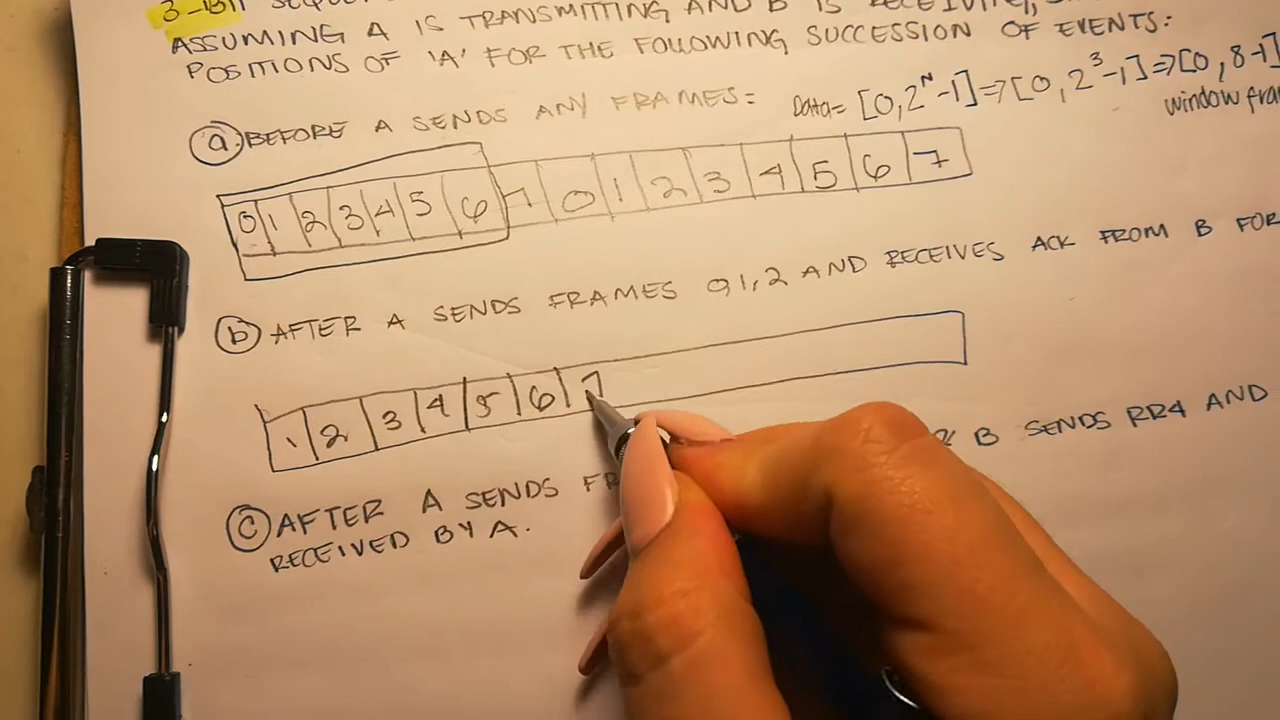 3-BIT
ASSUMING A IS TRANSMITTING AND B IS RECEIVING,
POSITIONS OF 'A' FOR THE FOLLOWING SUCCESSION OF EVENTS:
(a) BEFORE A SENDS ANY FRAMES: Data= [0, 2^N-1] => [0, 2^3-1] => [0, 8-1]
window fra
0 1 2 3 4 5 6 7 0 1 2 3 4 5 6 7
(b) AFTER A SENDS FRAMES 0,1,2 AND RECEIVES ACK FROM B FOR
1 2 3 4 5 6 7
(c) AFTER A SENDS FR B SENDS RR4 AND
RECEIVED BY A.